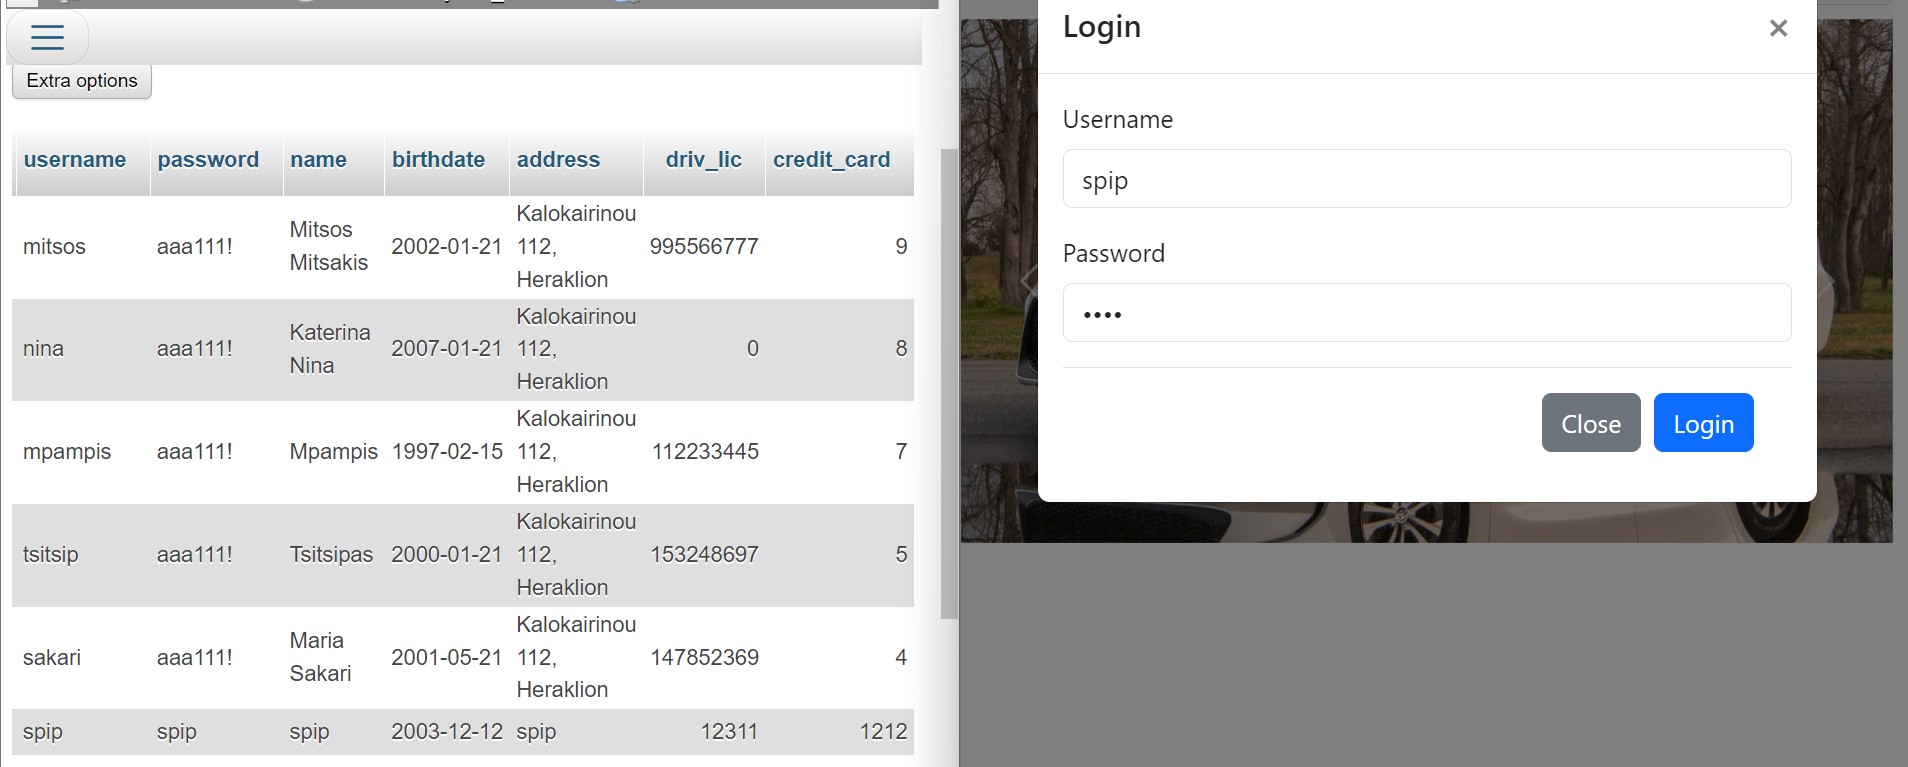 Extra options
username password name birthdate address driv_lic credit_card
mitsos aaa111! Mitsos Mitsakis 2002-01-21 Kalokairinou 112, Heraklion 995566777 9
nina aaa111! Katerina Nina 2007-01-21 Kalokairinou 112, Heraklion 0 8
mpampis aaa111! Mpampis 1997-02-15 Kalokairinou 112, Heraklion 112233445 7
tsitsip aaa111! Tsitsipas 2000-01-21 Kalokairinou 112, Heraklion 153248697 5
sakari aaa111! Maria Sakari 2001-05-21 Kalokairinou 112, Heraklion 147852369 4
spip spip spip 2003-12-12 spip 12311 1212
Login
×
Username
spip
Password
••••
Close Login